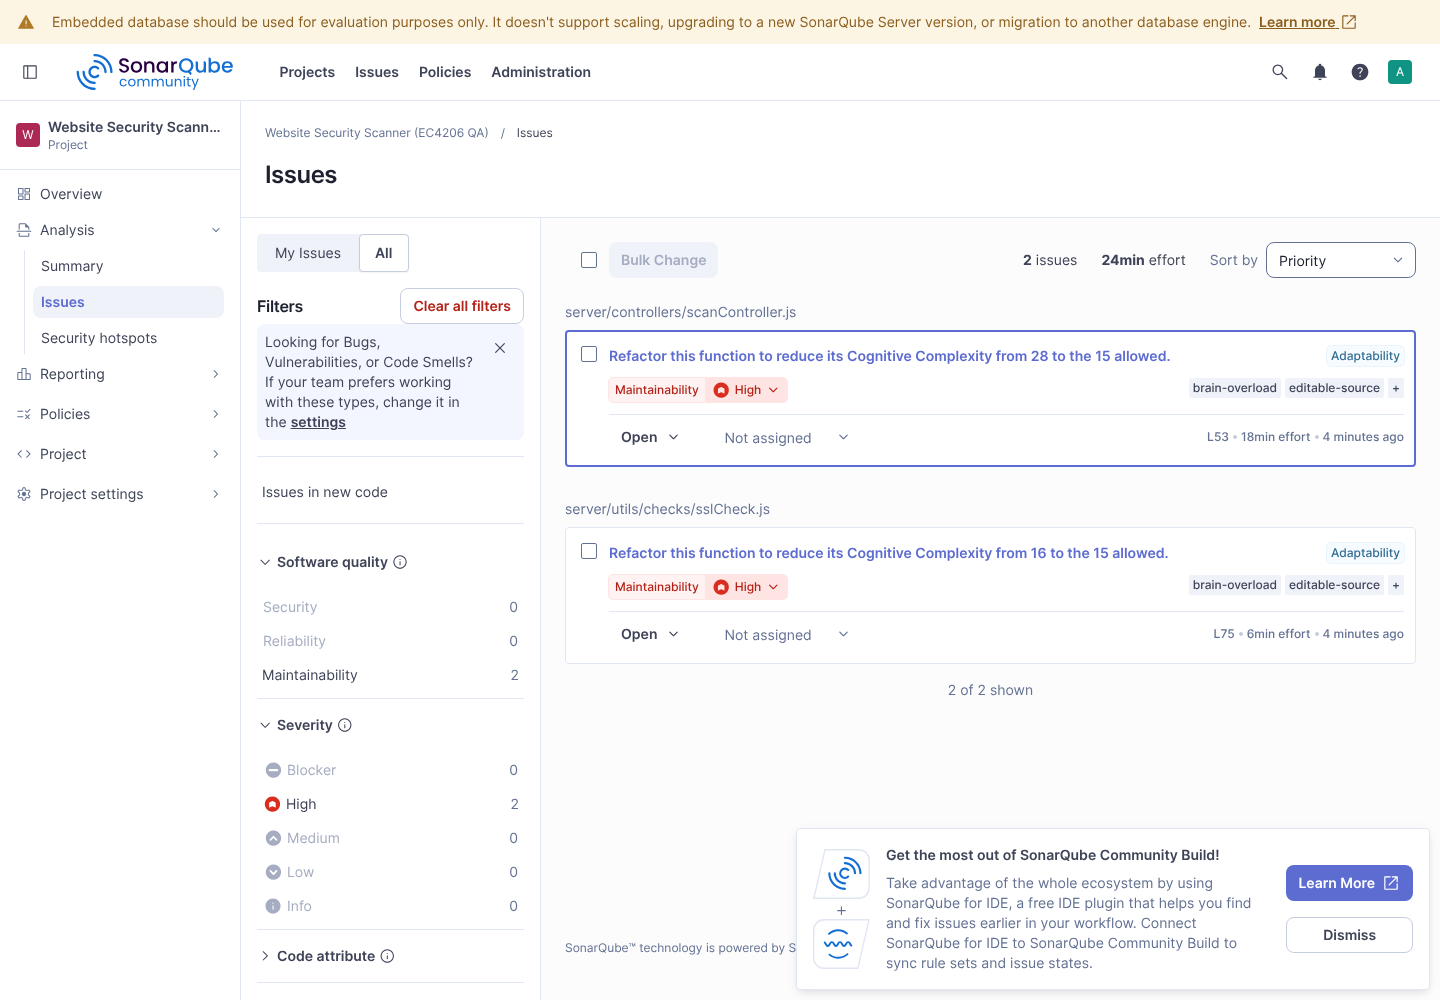 Embedded database should be used for evaluation purposes only. It doesn't support scaling, upgrading to a new SonarQube Server version, or migration to another database engine. Learn more
SonarQube community
Projects Issues Policies Administration
A
W
Website Security Scann...
Project
Overview
Analysis
Summary
Issues
Security hotspots
Reporting
Policies
Project
Project settings
Website Security Scanner (EC4206 QA) / Issues
Issues
My Issues All
Filters
Clear all filters
Looking for Bugs,
Vulnerabilities, or Code Smells?
If your team prefers working
with these types, change it in
the settings
Issues in new code
Software quality
Security 0
Reliability 0
Maintainability 2
Severity
Blocker 0
High 2
Medium 0
Low 0
Info 0
Code attribute
Bulk Change
2 issues 24min effort Sort by Priority
server/controllers/scanController.js
Refactor this function to reduce its Cognitive Complexity from 28 to the 15 allowed. Adaptability
Maintainability High brain-overload editable-source +
Open Not assigned L53 • 18min effort • 4 minutes ago
server/utils/checks/sslCheck.js
Refactor this function to reduce its Cognitive Complexity from 16 to the 15 allowed. Adaptability
Maintainability High brain-overload editable-source +
Open Not assigned L75 • 6min effort • 4 minutes ago
2 of 2 shown
SonarQube™ technology is powered by S
Get the most out of SonarQube Community Build!
Take advantage of the whole ecosystem by using
SonarQube for IDE, a free IDE plugin that helps you find
and fix issues earlier in your workflow. Connect
SonarQube for IDE to SonarQube Community Build to
sync rule sets and issue states.
+
Learn More
Dismiss